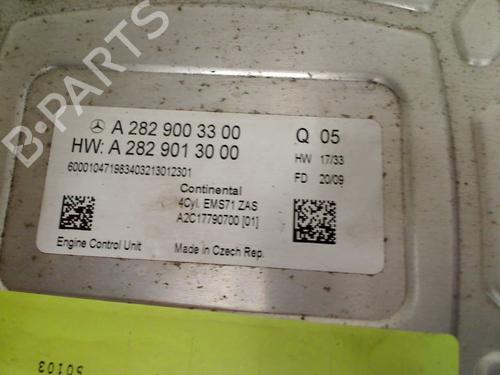 B-PARTS
A 282 900 33 00 Q 05
HW: A 282 901 30 00 HW 17/33
600010471983403213012301 FD 20/09
Continental
4Cyl. EMS71 ZAS
A2C17790700 [01]
Engine Control Unit Made in Czech Rep.
50103